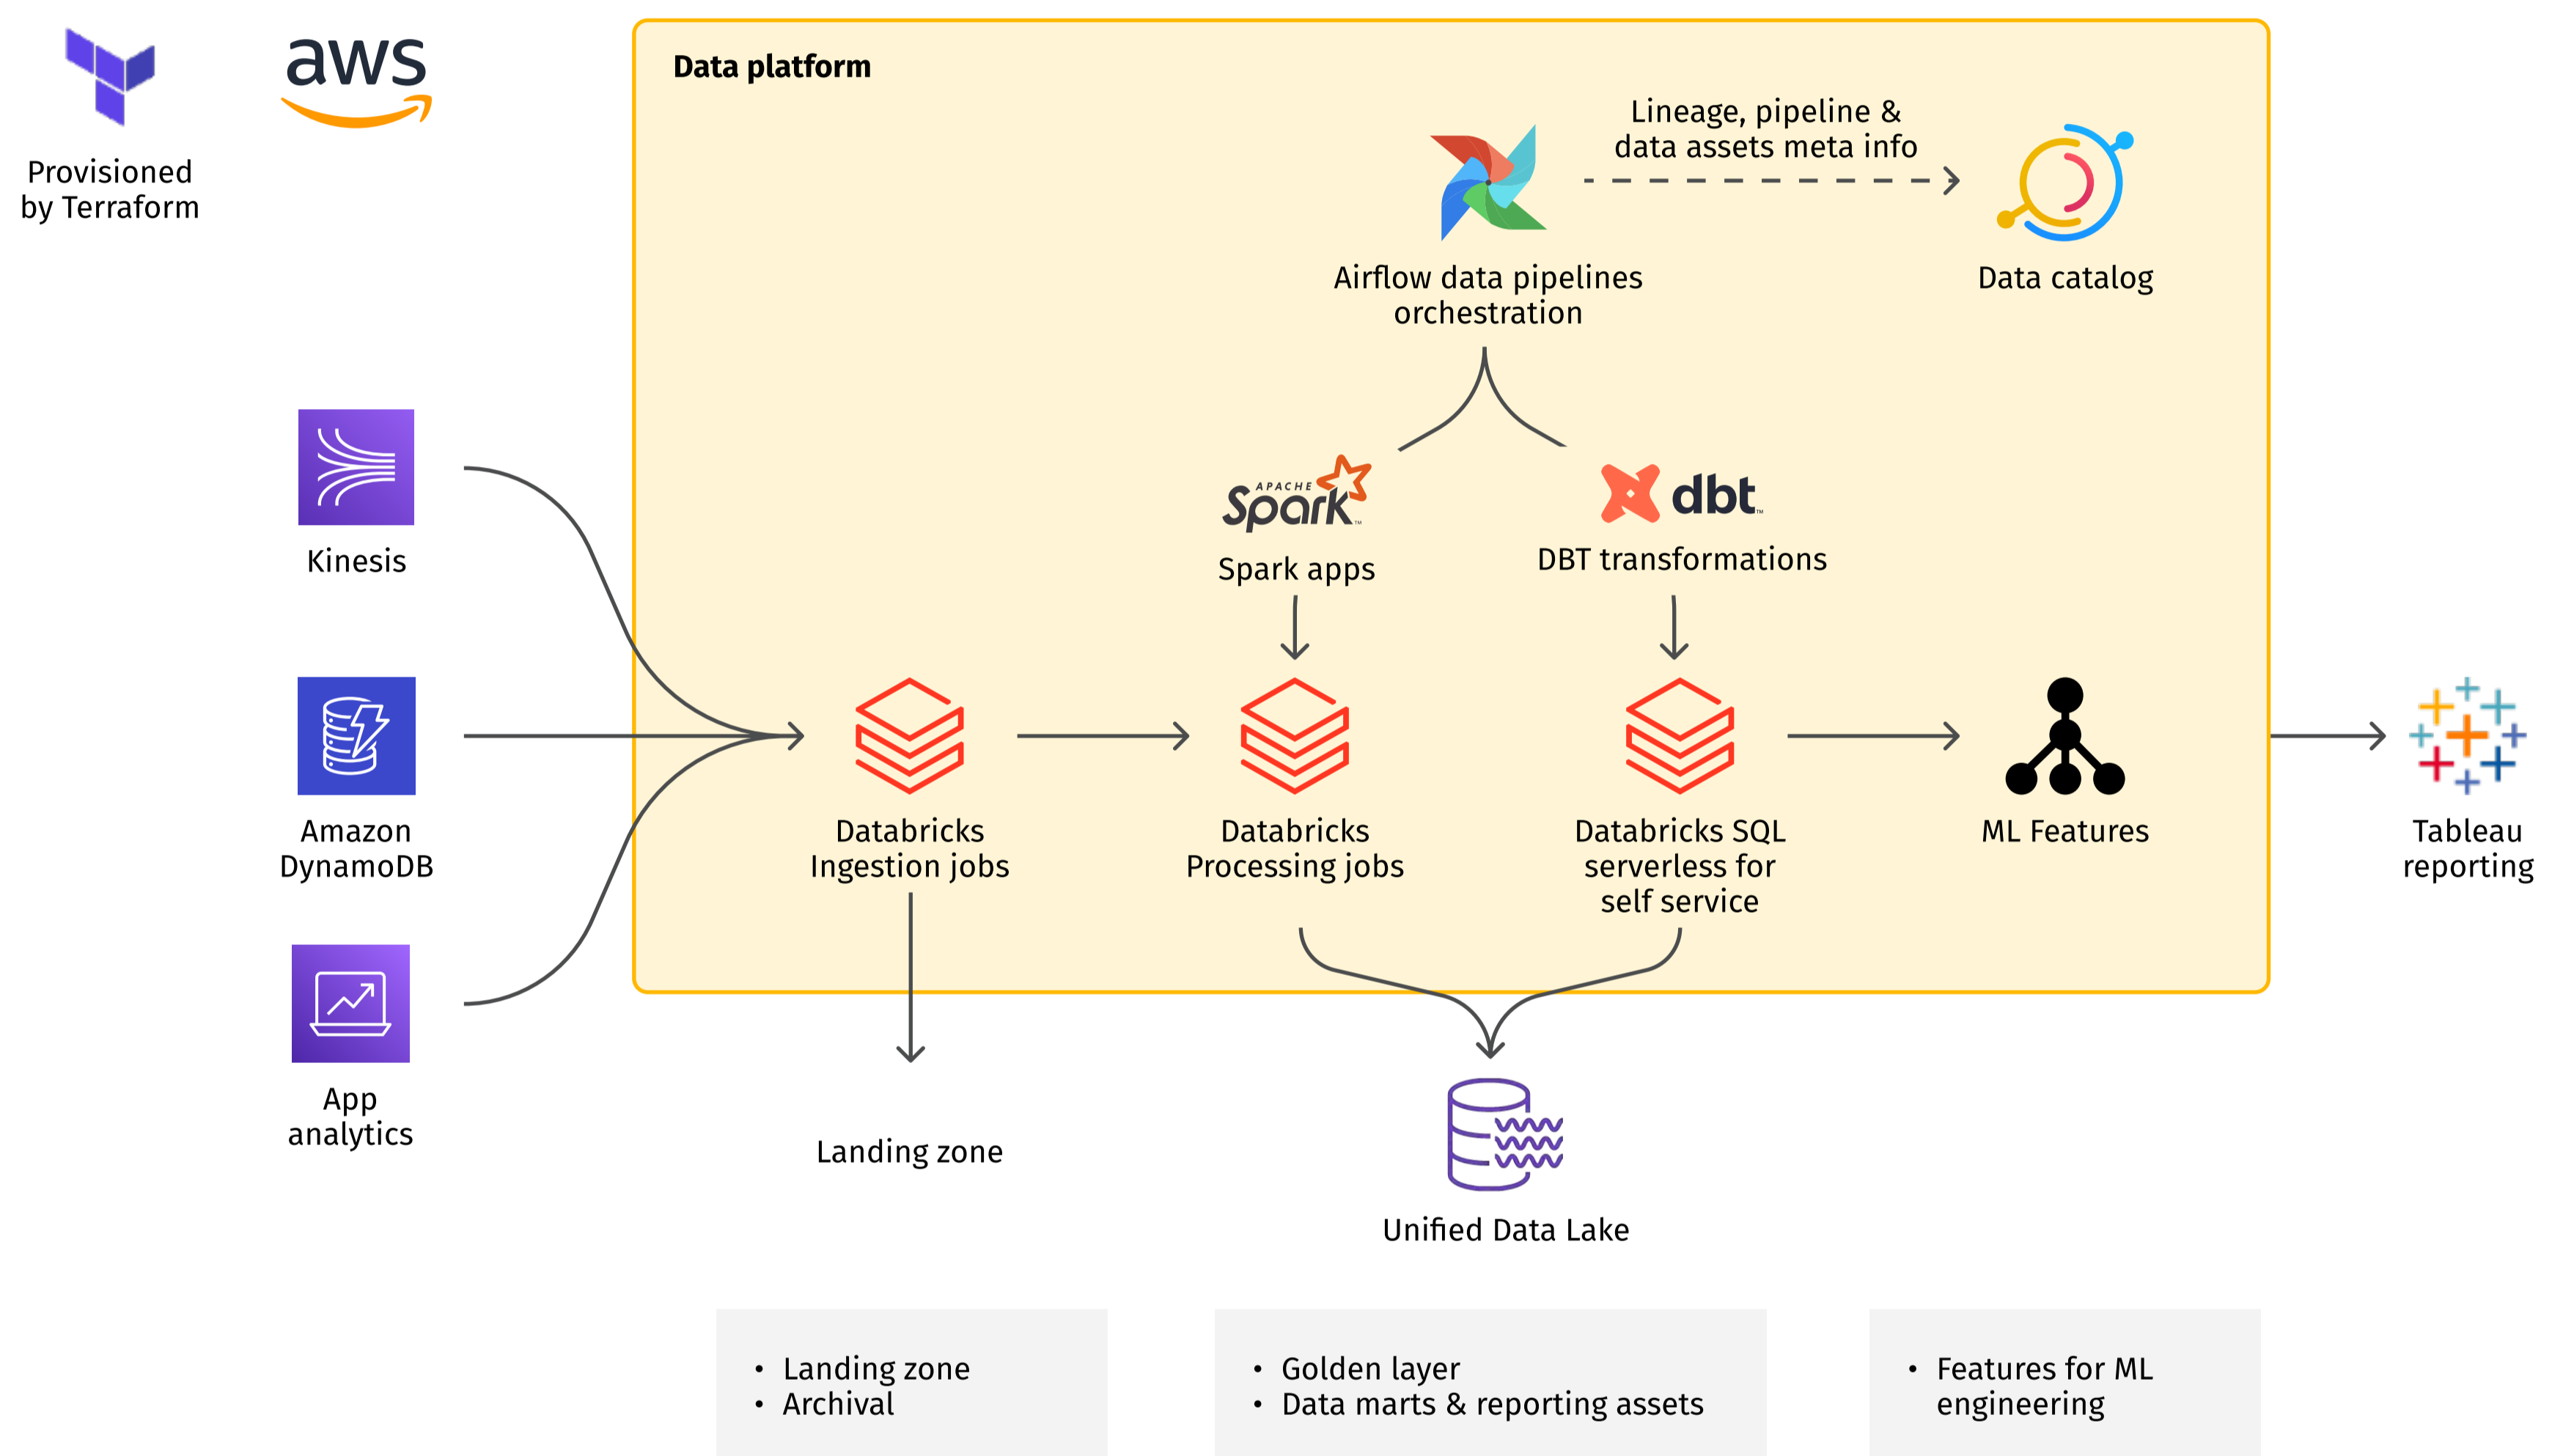 aws
Data platform
Provisioned
by Terraform
Lineage, pipeline &
data assets meta info
Airflow data pipelines
orchestration
Data catalog
Kinesis
APACHE
Spark™
Spark apps
dbt™
DBT transformations
Amazon
DynamoDB
Databricks
Ingestion jobs
Databricks
Processing jobs
Databricks SQL
serverless for
self service
ML Features
Tableau
reporting
App
analytics
Landing zone
Unified Data Lake
• Landing zone
• Archival
• Golden layer
• Data marts & reporting assets
• Features for ML
engineering